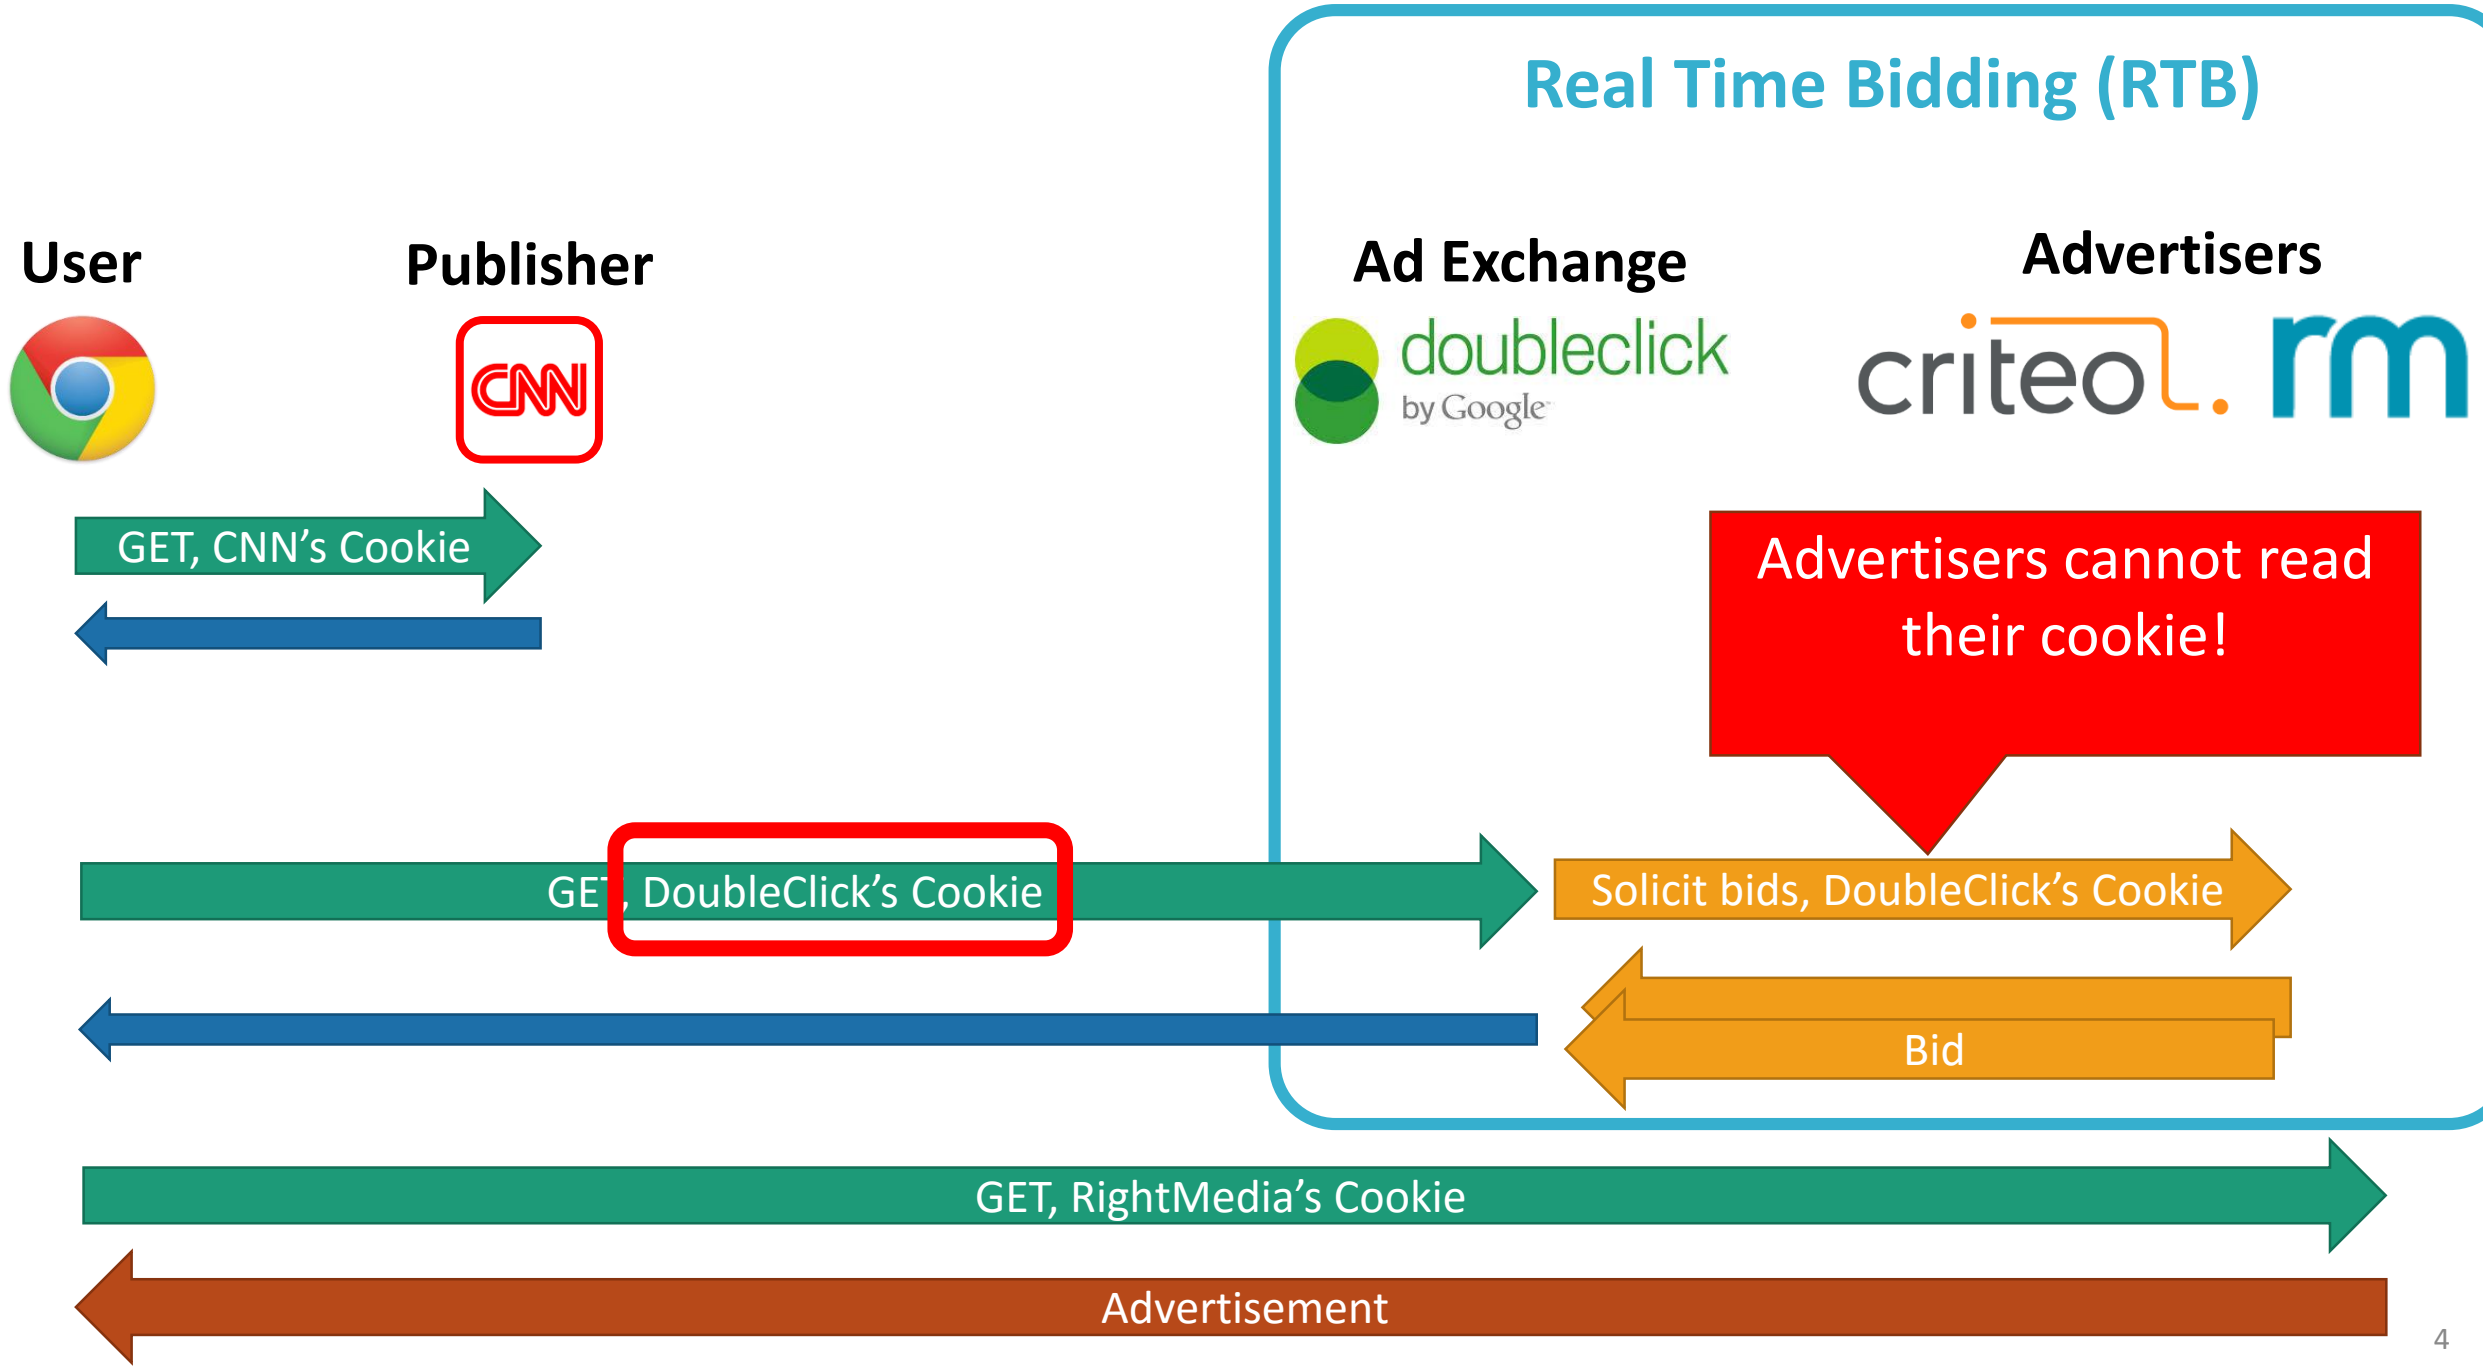 Real Time Bidding (RTB)
User
Publisher
Ad Exchange
Advertisers
CNN
doubleclick
by Google
criteo.
rm
GET, CNN’s Cookie
Advertisers cannot read
their cookie!
GET, DoubleClick’s Cookie
Solicit bids, DoubleClick’s Cookie
Bid
GET, RightMedia’s Cookie
Advertisement
4